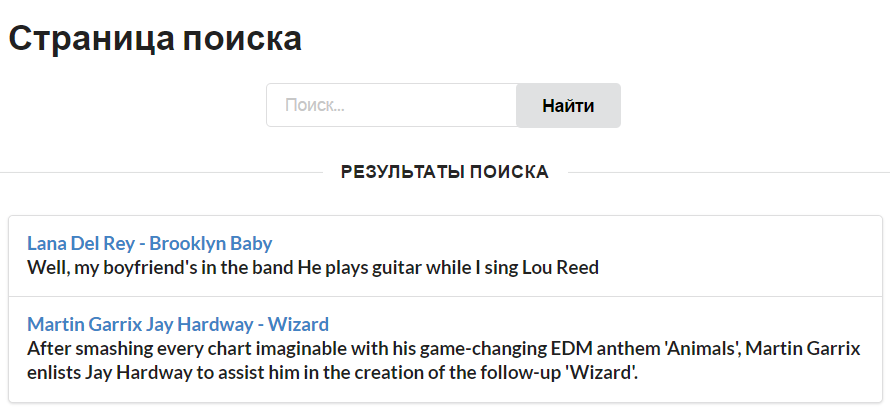 Страница поиска
Поиск...
Найти
РЕЗУЛЬТАТЫ ПОИСКА
Lana Del Rey - Brooklyn Baby
Well, my boyfriend's in the band He plays guitar while I sing Lou Reed
Martin Garrix Jay Hardway - Wizard
After smashing every chart imaginable with his game-changing EDM anthem 'Animals', Martin Garrix
enlists Jay Hardway to assist him in the creation of the follow-up 'Wizard'.